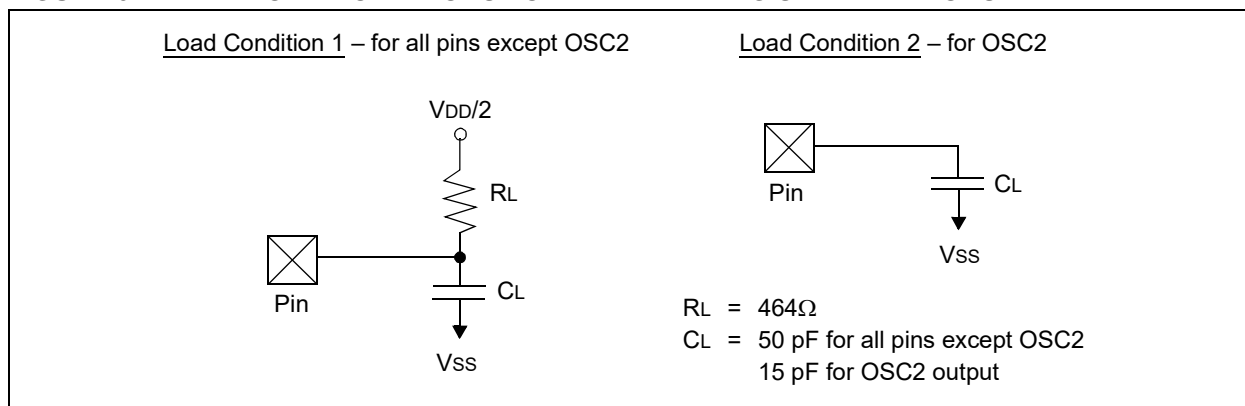 Load Condition 1 – for all pins except OSC2
VDD/2
RL
Pin
CL
VSS
Load Condition 2 – for OSC2
Pin
CL
VSS
RL = 464Ω
CL = 50 pF for all pins except OSC2
15 pF for OSC2 output